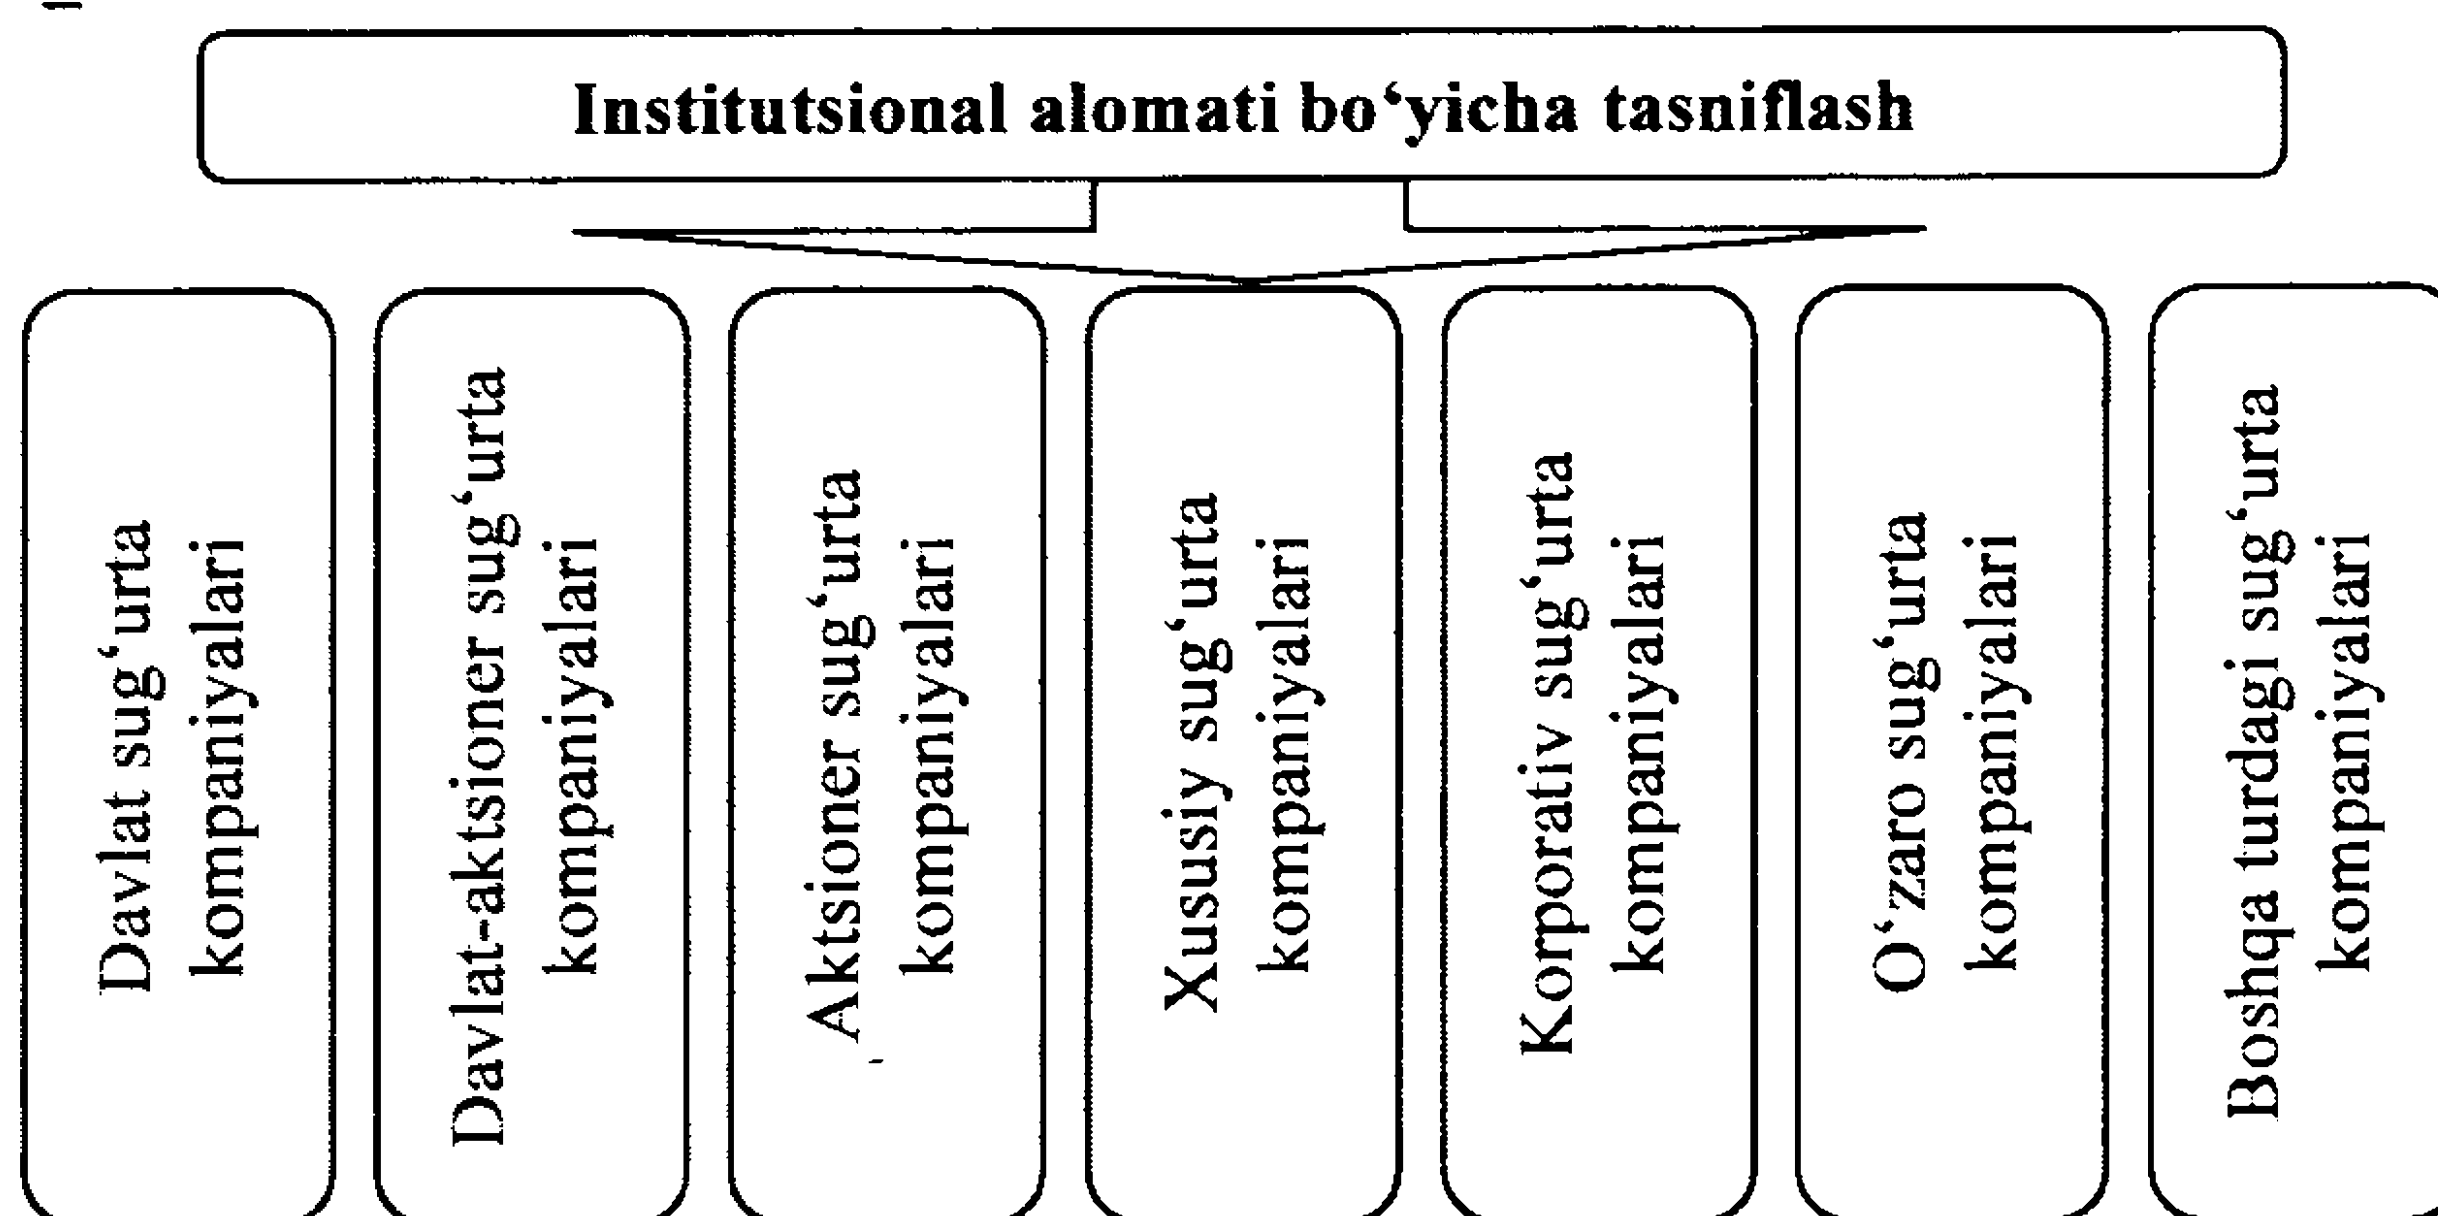 Institutsional alomati bo‘yicha tasniflash
Davlat sug‘urta
kompaniyalari
Davlat-aktsioner sug‘urta
kompaniyalari
Aktsioner sug‘urta
kompaniyalari
Xususiy sug‘urta
kompaniyalari
Korporativ sug‘urta
kompaniyalari
O‘zaro sug‘urta
kompaniyalari
Boshqa turdagi sug‘urta
kompaniyalari